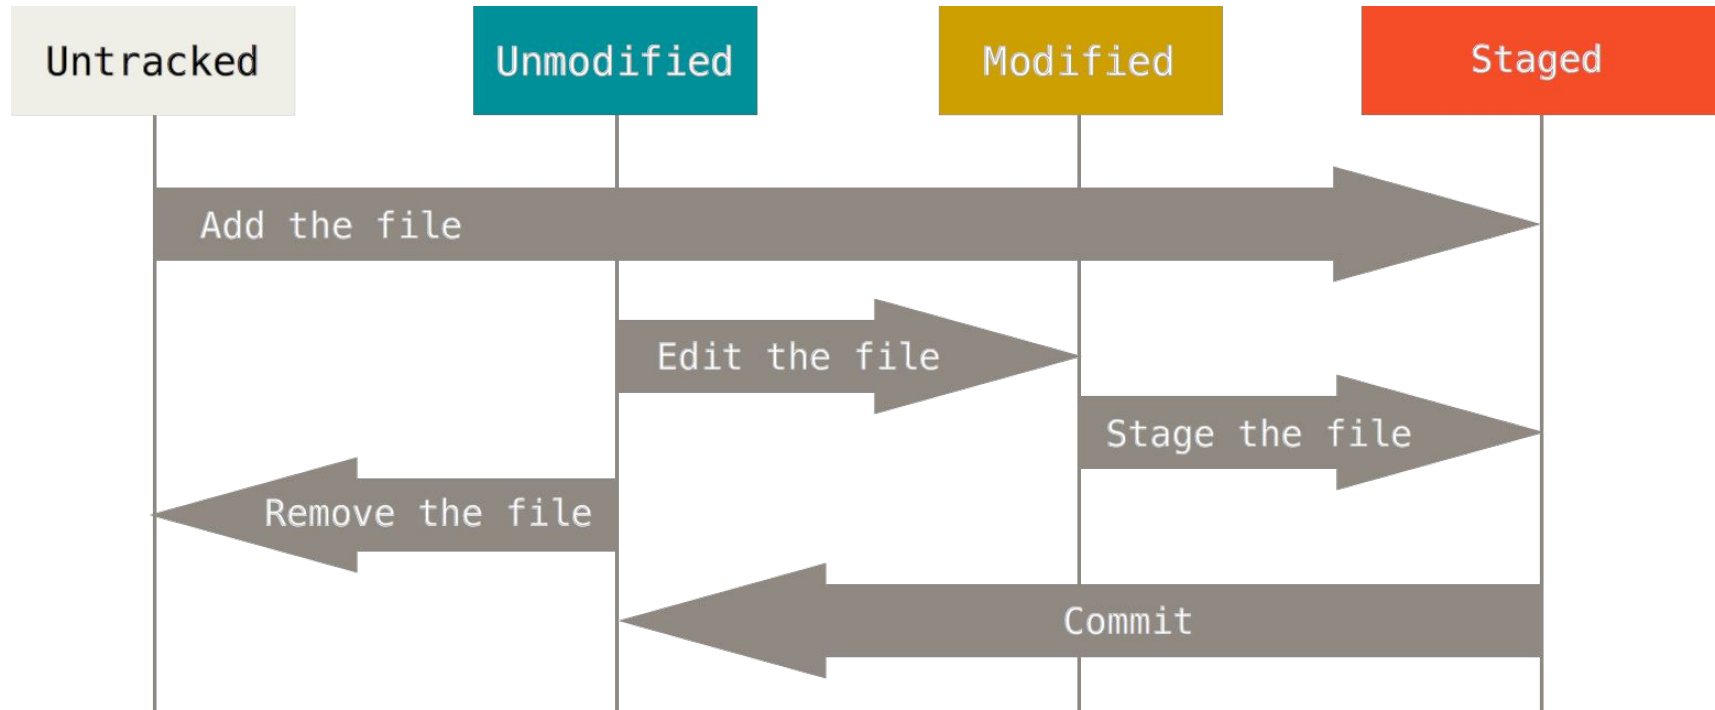 Untracked
Unmodified
Modified
Staged
Add the file
Edit the file
Stage the file
Remove the file
Commit